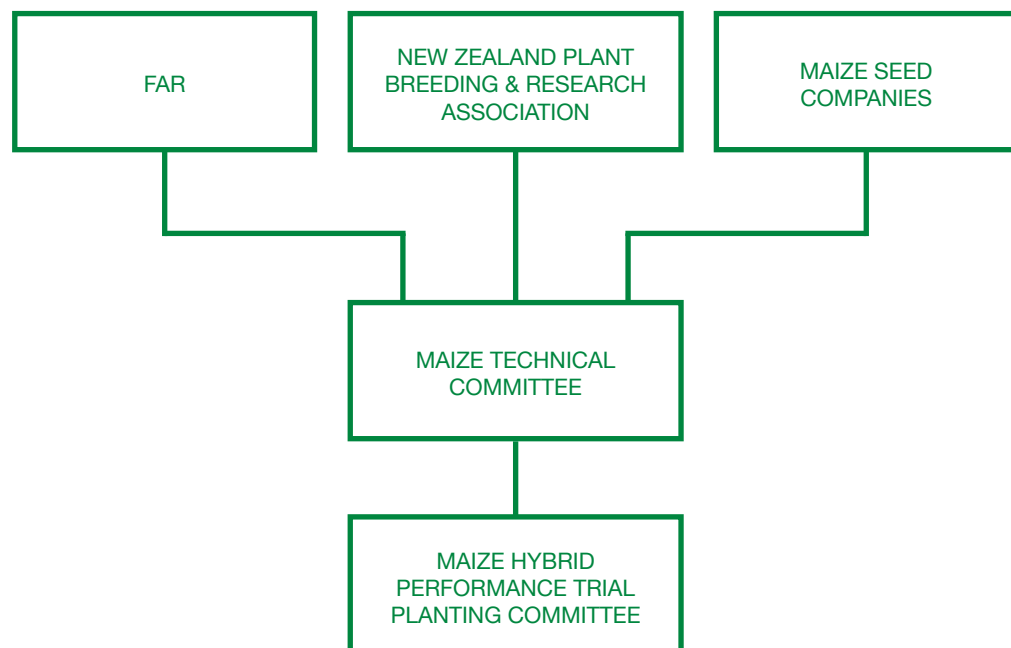 FAR
NEW ZEALAND PLANT
BREEDING & RESEARCH
ASSOCIATION
MAIZE SEED
COMPANIES
MAIZE TECHNICAL
COMMITTEE
MAIZE HYBRID
PERFORMANCE TRIAL
PLANTING COMMITTEE